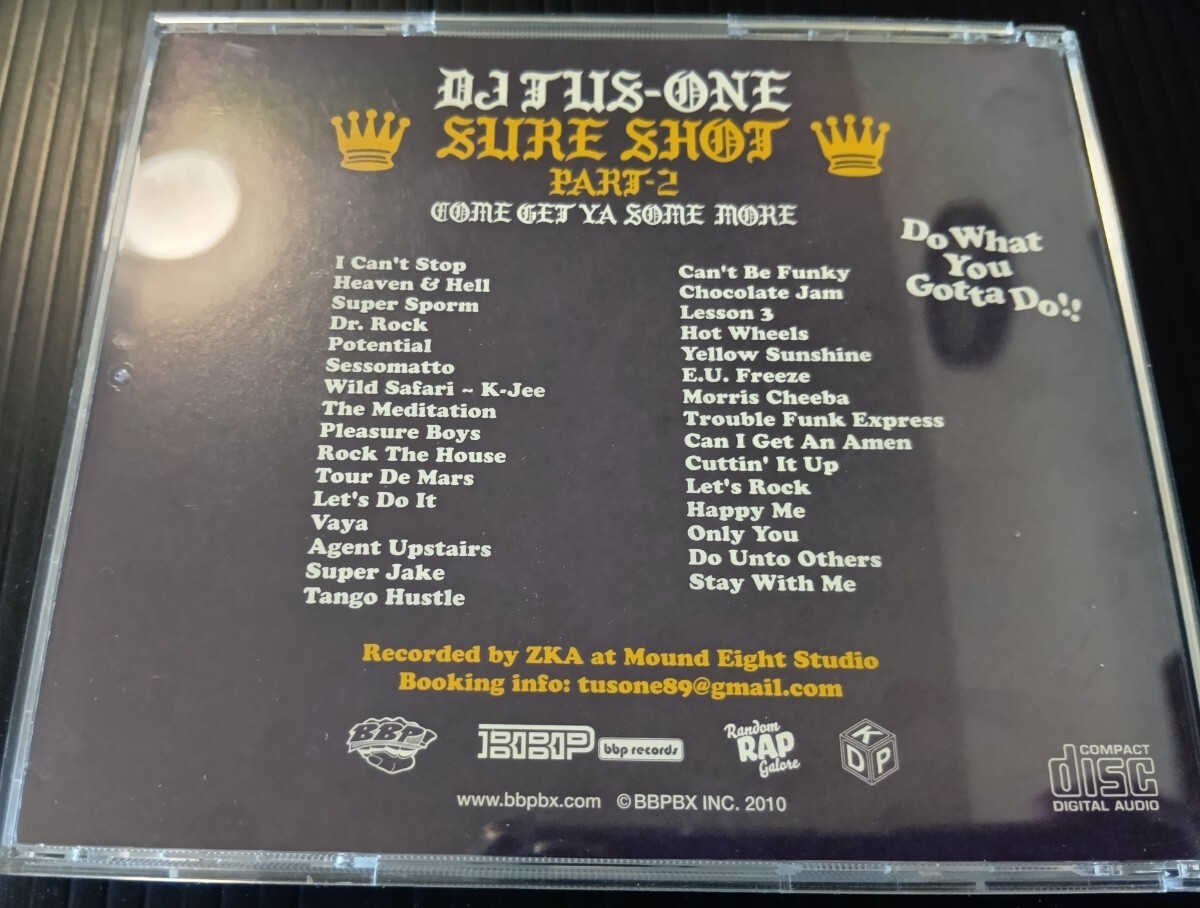 DJ TUS-ONE
SURE SHOT
PART-2
COME GET YA SOME MORE
Do What
You
Gotta Do!!
I Can't Stop
Heaven & Hell
Super Sporm
Dr. Rock
Potential
Sessomatto
Wild Safari ~ K-Jee
The Meditation
Pleasure Boys
Rock The House
Tour De Mars
Let's Do It
Vaya
Agent Upstairs
Super Jake
Tango Hustle
Can't Be Funky
Chocolate Jam
Lesson 3
Hot Wheels
Yellow Sunshine
E.U. Freeze
Morris Cheeba
Trouble Funk Express
Can I Get An Amen
Cuttin' It Up
Let's Rock
Happy Me
Only You
Do Unto Others
Stay With Me
Recorded by ZKA at Mound Eight Studio
Booking info: tusone89@gmail.com
BBP!
BBP bbp records
Random
RAP
Galore
K
D P
COMPACT
disc
DIGITAL AUDIO
www.bbpbx.com ©BBPBX INC. 2010